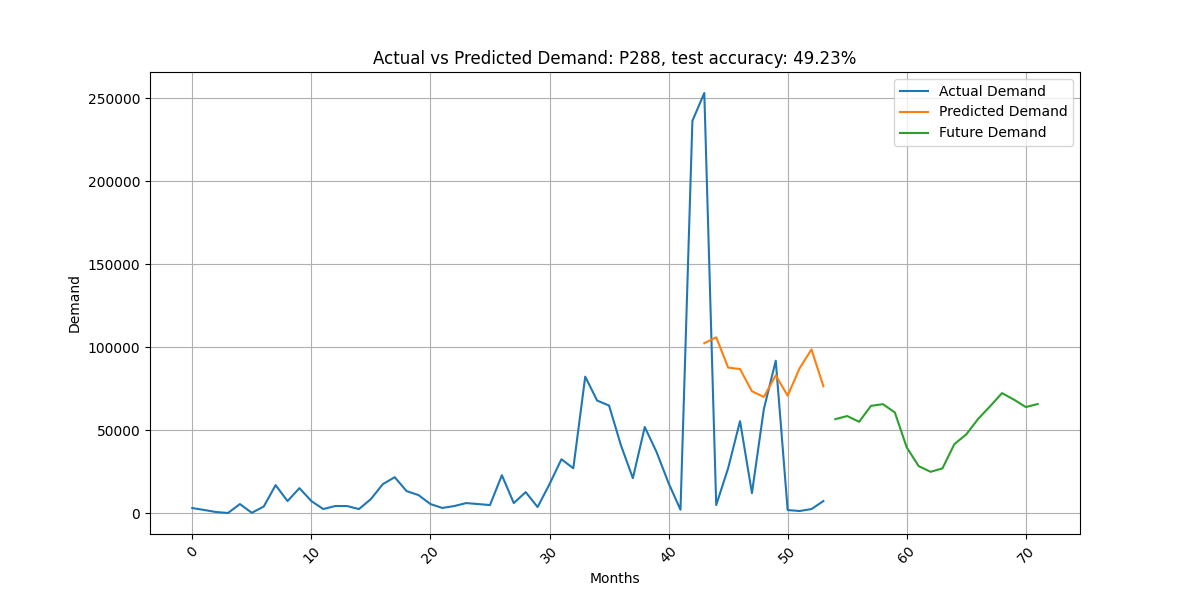 Actual vs Predicted Demand: P288, test accuracy: 49.23%
Actual Demand
Predicted Demand
Future Demand
250000
200000
150000
100000
50000
0
Demand
0 10 20 30 40 50 60 70
Months